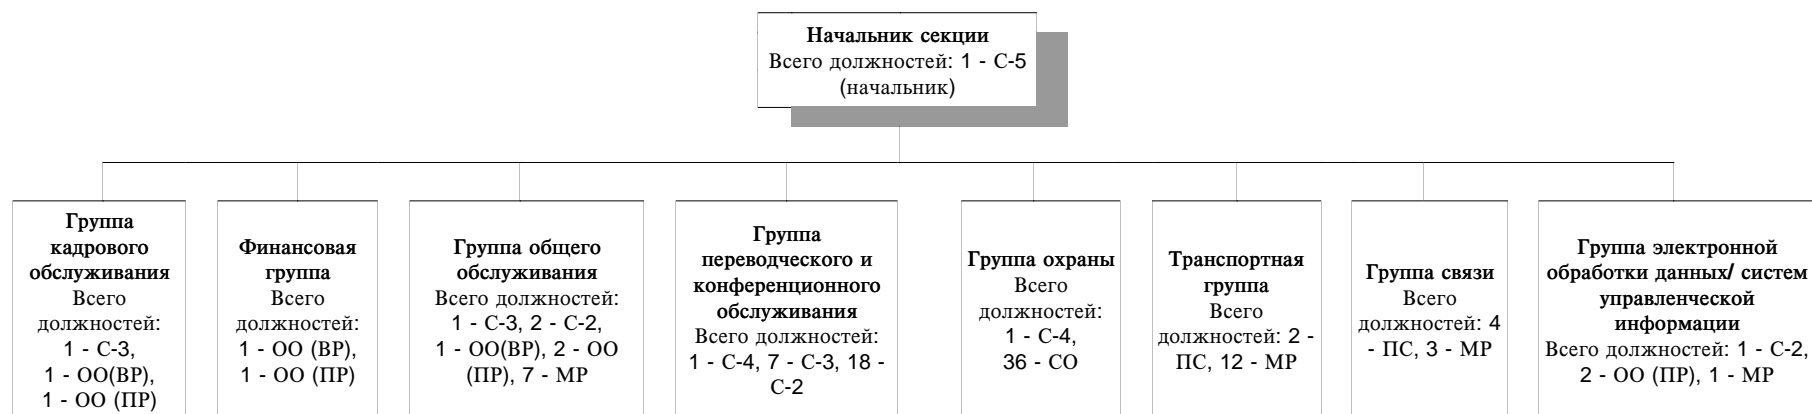 Начальник секции
Всего должностей: 1 - С-5
(начальник)
Группа
кадрового
обслуживания
Всего
должностей:
1 - С-3,
1 - ОО(ВР),
1 - ОО (ПР)
Финансовая
группа
Всего
должностей:
1 - ОО (ВР),
1 - ОО (ПР)
Группа общего
обслуживания
Всего должностей:
1 - С-3, 2 - С-2,
1 - ОО(ВР), 2 - ОО
(ПР), 7 - МР
Группа
переводческого и
конференционного
обслуживания
Всего должностей:
1 - С-4, 7 - С-3, 18 -
С-2
Группа охраны
Всего
должностей:
1 - С-4,
36 - СО
Транспортная
группа
Всего
должностей: 2 -
ПС, 12 - МР
Группа связи
Всего
должностей: 4
- ПС, 3 - МР
Группа электронной
обработки данных/ систем
управленческой
информации
Всего должностей: 1 - С-2,
2 - ОО (ПР), 1 - МР